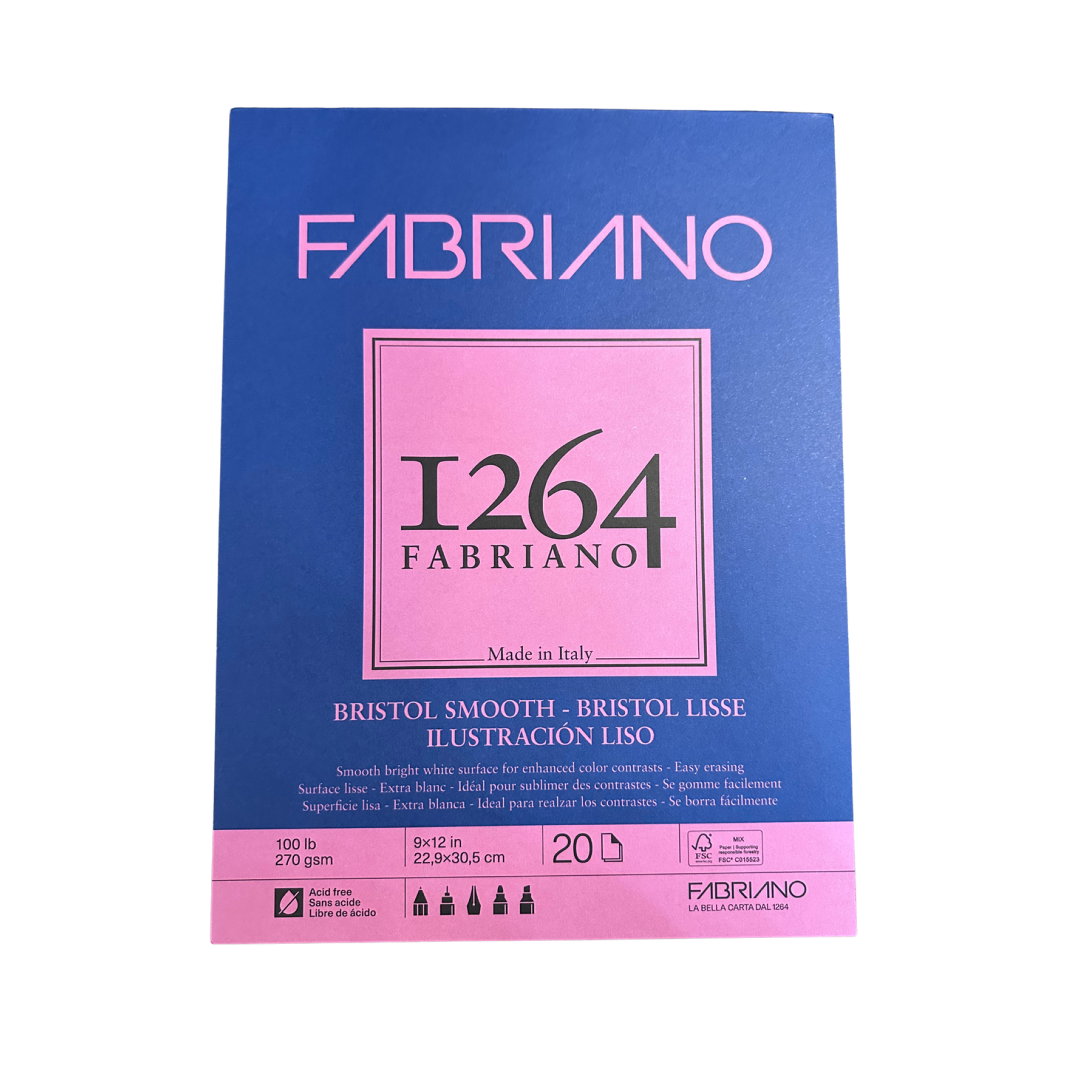 FABRIANO
1264
FABRIANO
Made in Italy
BRISTOL SMOOTH - BRISTOL LISSE
ILUSTRACIÓN LISO
Smooth bright white surface for enhanced color contrasts - Easy erasing
Surface lisse - Extra blanc - Idéal pour sublimer des contrastes - Se gomme facilement
Superficie lisa - Extra blanca - Ideal para realzar los contrastes - Se borra fácilmente
100 lb
270 gsm
9×12 in
22,9×30,5 cm
20
FSC
MIX
Paper | Supporting
responsible forestry
FSC® C015523
Acid free
Sans acide
Libre de ácido
FABRIANO
LA BELLA CARTA DAL 1264